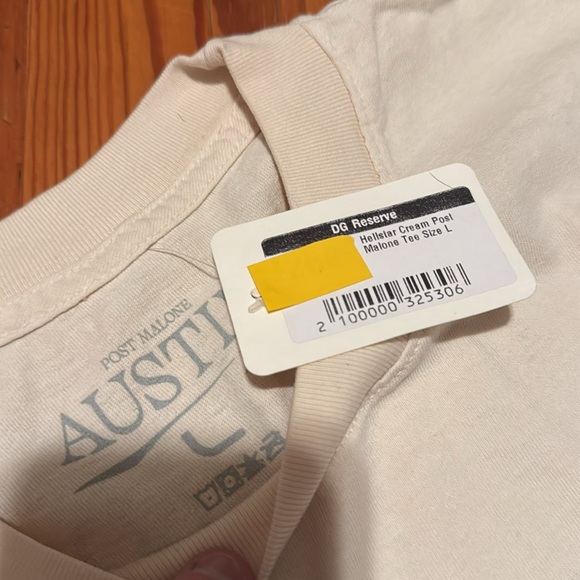 DG Reserve
Hellstar Cream Post
Malone Tee Size L
2 100000 325306
POST MALONE
AUSTI
L